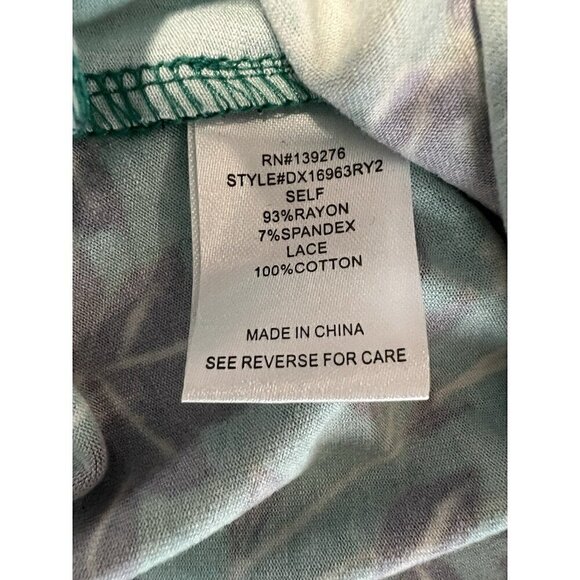 RN#139276
STYLE#DX16963RY2
SELF
93%RAYON
7%SPANDEX
LACE
100%COTTON
MADE IN CHINA
SEE REVERSE FOR CARE